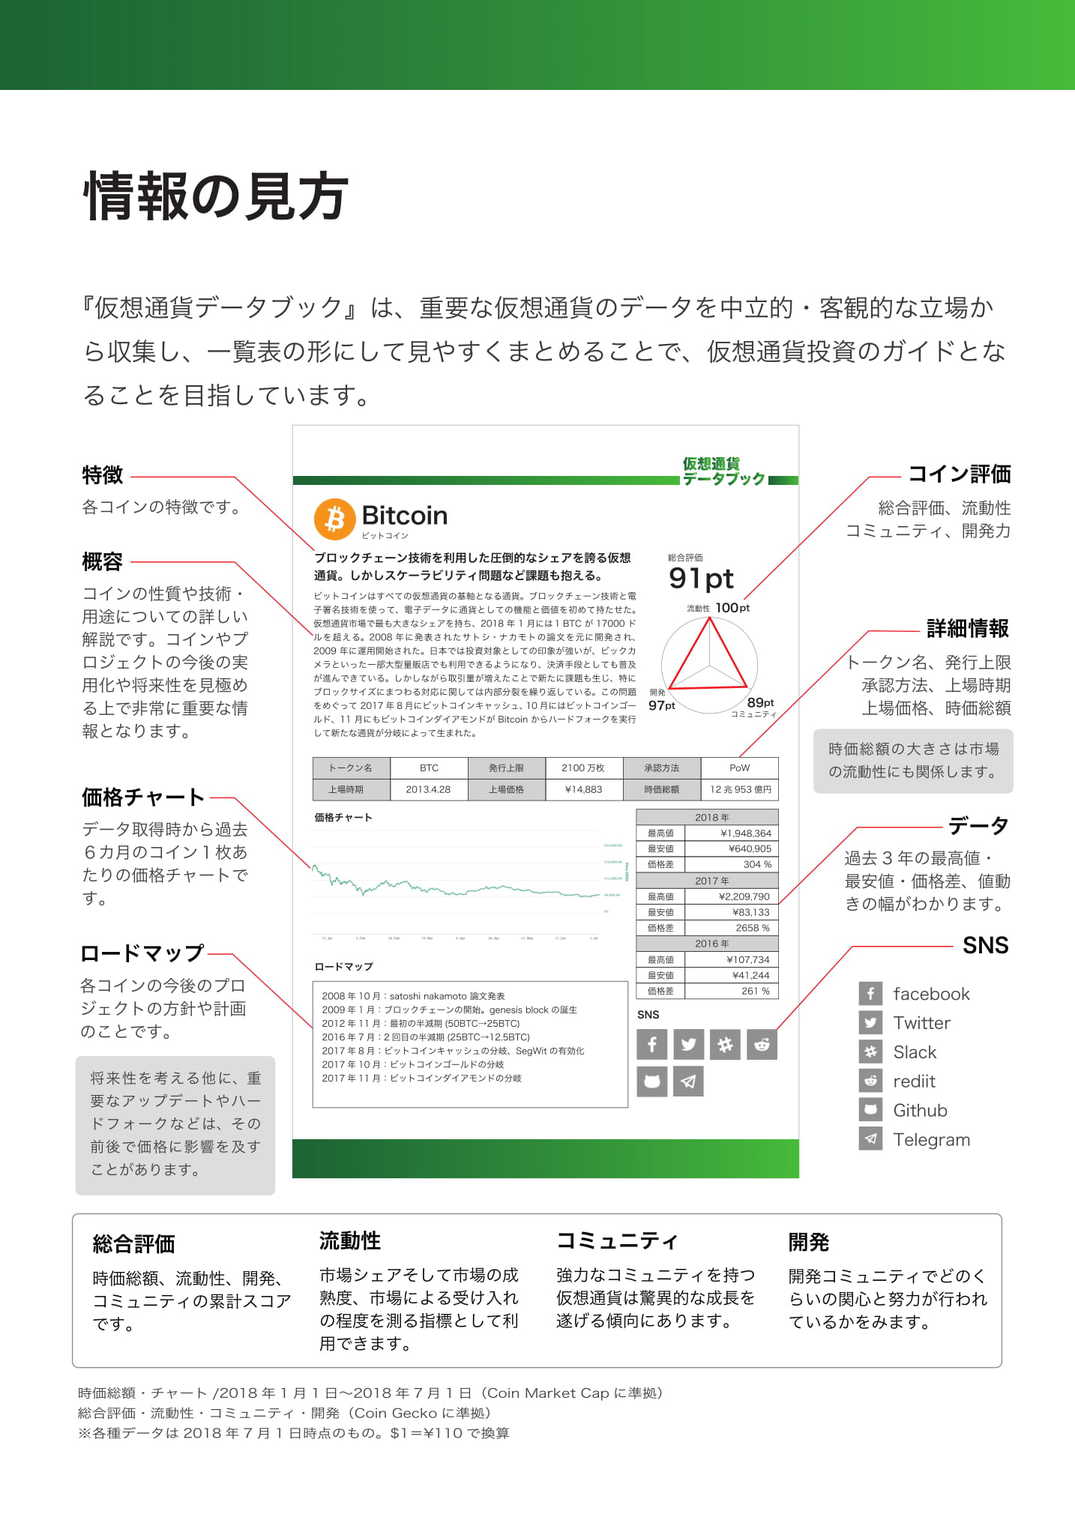 情報の見方
『仮想通貨データブック』は、重要な仮想通貨のデータを中立的・客観的な立場か
ら収集し、一覧表の形にして見やすくまとめることで、仮想通貨投資のガイドとな
ることを目指しています。
特徴
各コインの特徴です。
概容
コインの性質や技術・
用途についての詳しい
解説です。コインやプ
ロジェクトの今後の実
用化や将来性を見極め
る上で非常に重要な情
報となります。
価格チャート
データ取得時から過去
６カ月のコイン１枚あ
たりの価格チャートで
す。
ロードマップ
各コインの今後のプロ
ジェクトの方針や計画
のことです。
将来性を考える他に、重
要なアップデートやハー
ドフォークなどは、その
前後で価格に影響を及す
ことがあります。
仮想通貨
データブック
Bitcoin
ビットコイン
ブロックチェーン技術を利用した圧倒的なシェアを誇る仮想
通貨。しかしスケーラビリティ問題など課題も抱える。
ビットコインはすべての仮想通貨の基軸となる通貨。ブロックチェーン技術と電
子署名技術を使って、電子データに通貨としての機能と価値を初めて持たせた。
仮想通貨市場で最も大きなシェアを持ち、2018 年 1 月には 1 BTC が 17000 ド
ルを超える。2008 年に発表されたサトシ・ナカモトの論文を元に開発され、
2009 年に運用開始された。日本では投資対象としての印象が強いが、ビックカ
メラといった一部大型量販店でも利用できるようになり、決済手段としても普及
が進んできている。しかしながら取引量が増えたことで新たに課題も生じ、特に
ブロックサイズにまつわる対応に関しては内部分裂を繰り返している。この問題
をめぐって 2017 年 8 月にビットコインキャッシュ、10 月にはビットコインゴー
ルド、11 月にもビットコインダイアモンドが Bitcoin からハードフォークを実行
して新たな通貨が分岐によって生まれた。
総合評価
91pt
流動性 100pt
開発
97pt
89pt
コミュニティ
トークン名 BTC 発行上限 2100 万枚 承認方法 PoW
上場時期 2013.4.28 上場価格 ¥14,883 時価総額 12 兆 953 億円
価格チャート
2018 年
最高値 ¥1,948,364
最安値 ¥640,905
価格差 304 %
2017 年
最高値 ¥2,209,790
最安値 ¥83,133
価格差 2658 %
2016 年
最高値 ¥107,734
最安値 ¥41,244
価格差 261 %
ロードマップ
2008 年 10 月：satoshi nakamoto 論文発表
2009 年 1 月：ブロックチェーンの開始。genesis block の誕生
2012 年 11 月：最初の半減期 (50BTC→25BTC)
2016 年 7 月：2 回目の半減期 (25BTC→12.5BTC)
2017 年 8 月：ビットコインキャッシュの分岐、SegWit の有効化
2017 年 10 月：ビットコインゴールドの分岐
2017 年 11 月：ビットコインダイアモンドの分岐
SNS
コイン評価
総合評価、流動性
コミュニティ、開発力
詳細情報
トークン名、発行上限
承認方法、上場時期
上場価格、時価総額
時価総額の大きさは市場
の流動性にも関係します。
データ
過去 3 年の最高値・
最安値・価格差、値動
きの幅がわかります。
SNS
facebook
Twitter
Slack
rediit
Github
Telegram
総合評価
時価総額、流動性、開発、
コミュニティの累計スコア
です。
流動性
市場シェアそして市場の成
熟度、市場による受け入れ
の程度を測る指標として利
用できます。
コミュニティ
強力なコミュニティを持つ
仮想通貨は驚異的な成長を
遂げる傾向にあります。
開発
開発コミュニティでどのく
らいの関心と努力が行われ
ているかをみます。
時価総額・チャート /2018 年 1 月 1 日〜2018 年 7 月 1 日（Coin Market Cap に準拠）
総合評価・流動性・コミュニティ・開発（Coin Gecko に準拠）
※各種データは 2018 年 7 月 1 日時点のもの。$1＝¥110 で換算